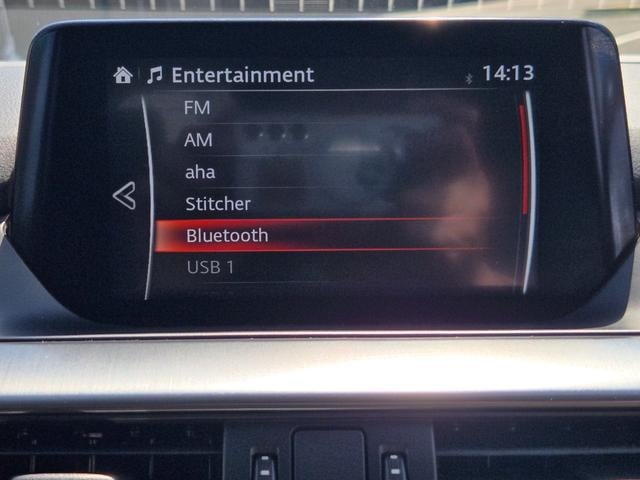 Entertainment 14:13
FM
AM
aha
Stitcher
Bluetooth
USB 1